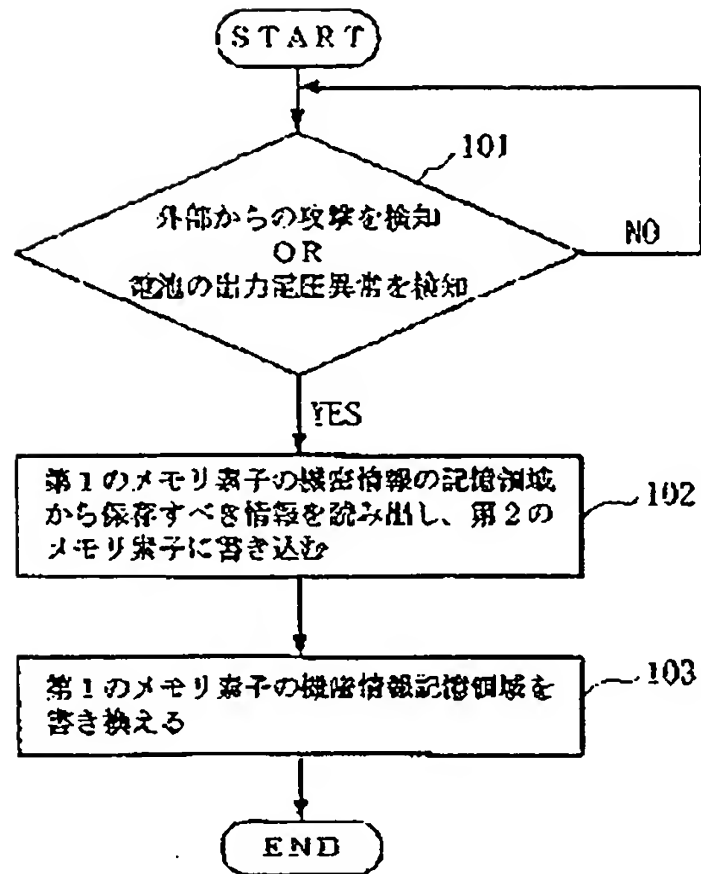 START
101
外部からの攻撃を検知
OR
NO
電池の出力電圧異常を検知
YES
第1のメモリ素子の機密情報の記憶領域
から保存すべき情報を読み出し、第2の
メモリ素子に書き込む
102
第1のメモリ素子の機密情報記憶領域を
書き換える
103
END